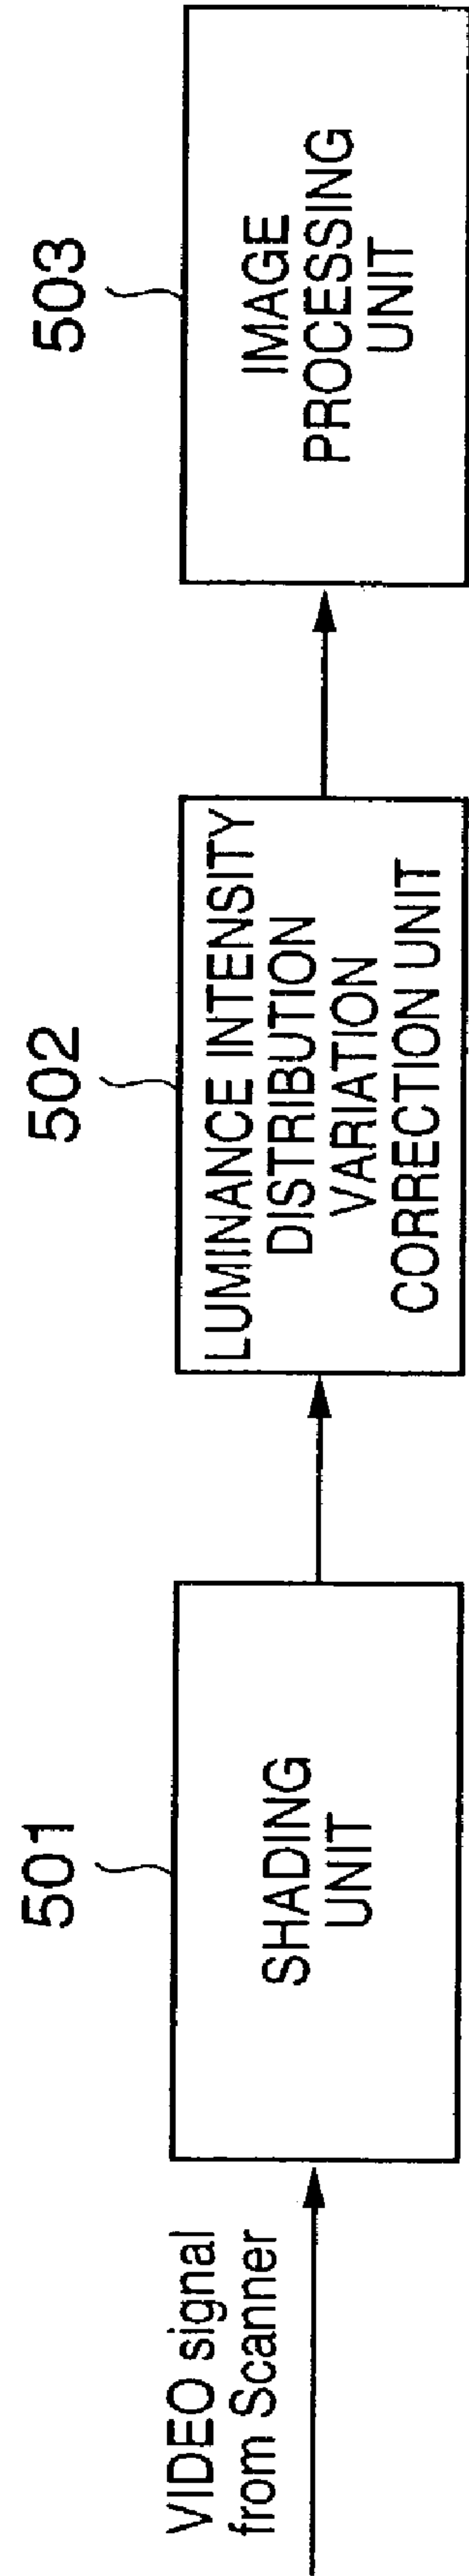 VIDEO signal
from Scanner
501
SHADING
UNIT
502
LUMINANCE INTENSITY
DISTRIBUTION
VARIATION
CORRECTION UNIT
503
IMAGE
PROCESSING
UNIT